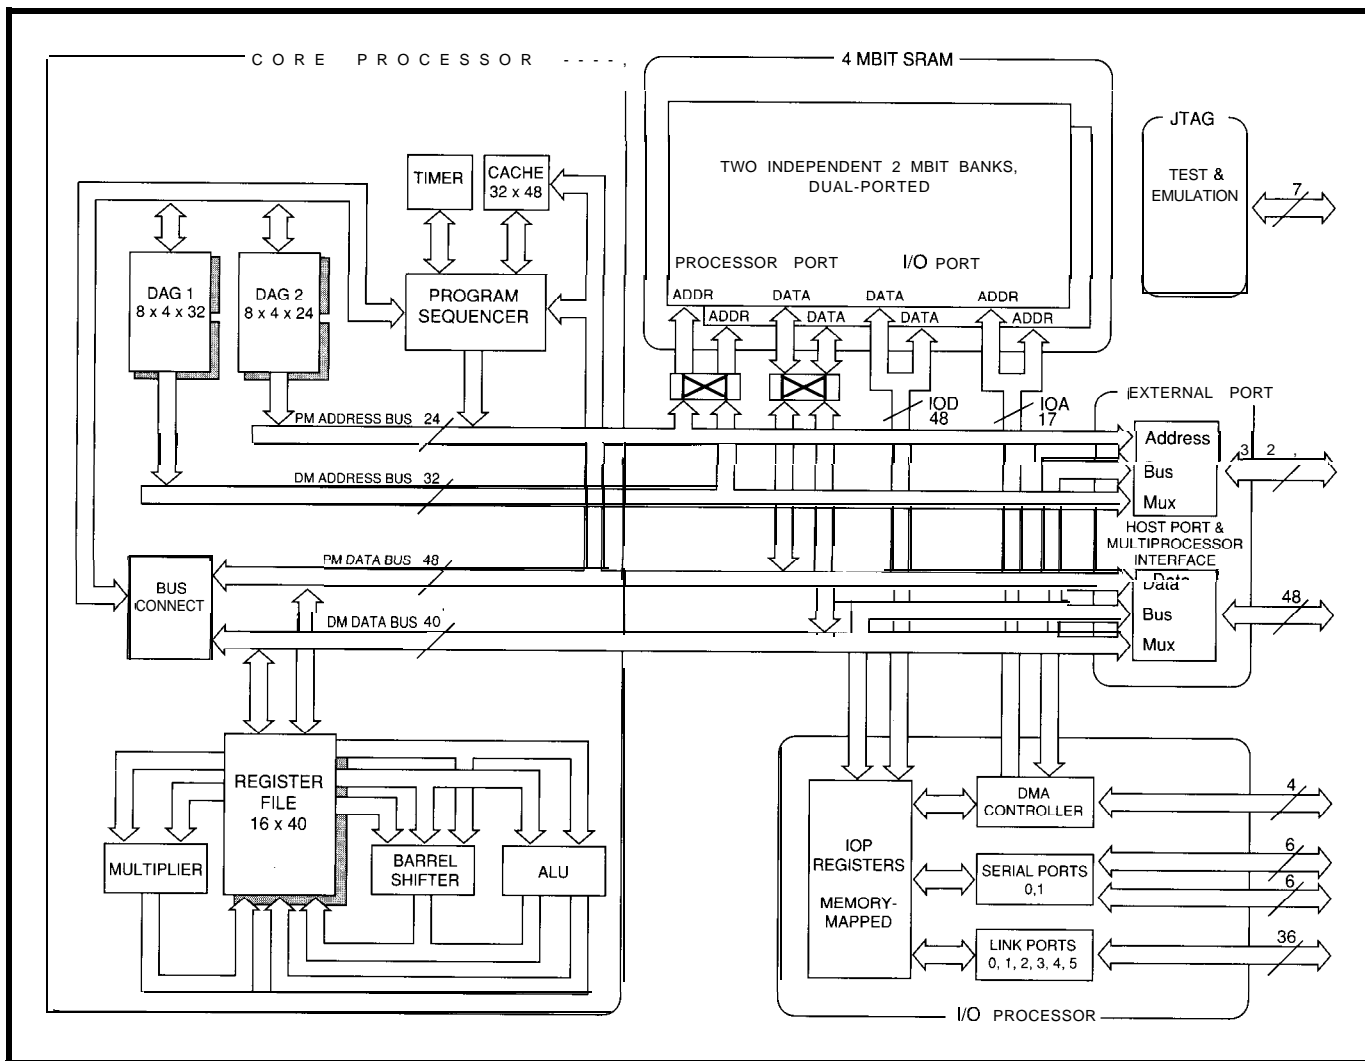 CORE PROCESSOR ----,
4 MBIT SRAM
TWO INDEPENDENT 2 MBIT BANKS,
DUAL-PORTED
PROCESSOR PORT
I/O PORT
ADDR
DATA
DATA
ADDR
ADDR
DATA
DATA
ADDR
JTAG
TEST &
EMULATION
7
TIMER
CACHE
32 x 48
DAG 1
8 x 4 x 32
DAG 2
8 x 4 x 24
PROGRAM
SEQUENCER
IOD
48
IOA
17
EXTERNAL PORT
PM ADDRESS BUS 24
Address
Bus
Mux
3 2 ,
DM ADDRESS BUS 32
HOST PORT &
MULTIPROCESSOR
INTERFACE
BUS
CONNECT
PM DATA BUS 48
Data
Bus
Mux
48
DM DATA BUS 40
REGISTER
FILE
16 x 40
MULTIPLIER
BARREL
SHIFTER
ALU
IOP
REGISTERS
MEMORY-
MAPPED
DMA
CONTROLLER
4
SERIAL PORTS
0,1
6
6
LINK PORTS
0, 1, 2, 3, 4, 5
36
I/O PROCESSOR